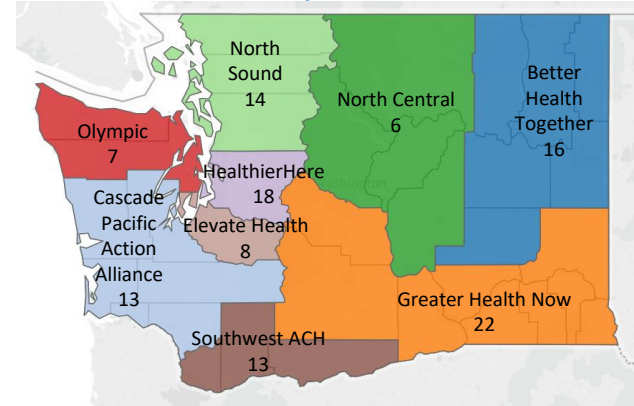 North
Sound
14
North Central
6
Better
Health
Together
16
Olympic
7
HealthierHere
18
Cascade
Pacific
Action
Alliance
13
Elevate Health
8
Greater Health Now
22
Southwest ACH
13
Washington